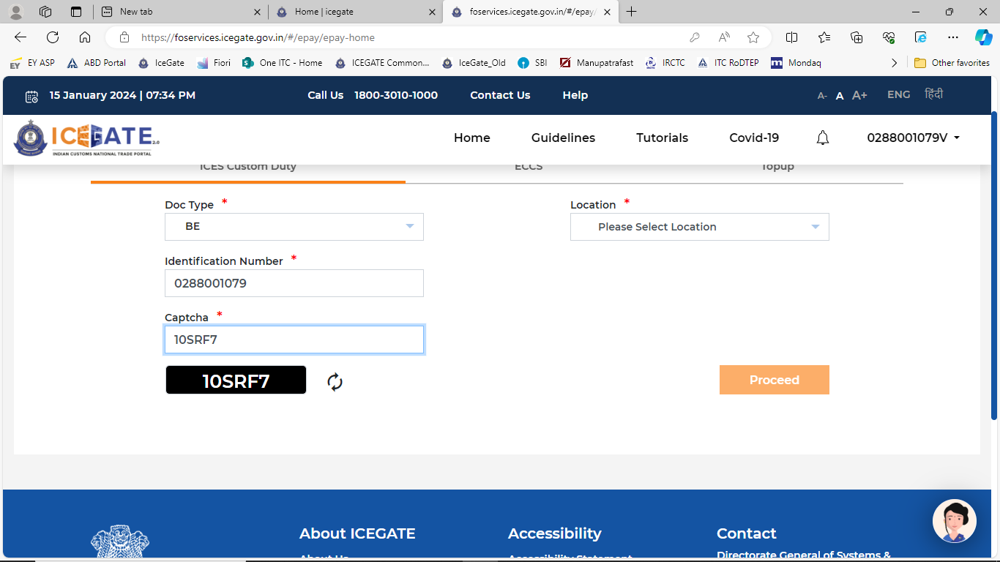 New tab
Home | icegate
foservices.icegate.gov.in/#/epay/
https://foservices.icegate.gov.in/#/epay/epay-home
EY EY ASP
ABD Portal
IceGate
Fiori
One ITC - Home
ICEGATE Common...
IceGate_Old
SBI
Manupatrafast
IRCTC
ITC RoDTEP
Mondaq
Other favorites
15 January 2024 | 07:34 PM
Call Us 1800-3010-1000
Contact Us
Help
A- A A+
ENG
हिंदी
ICEGATE 2.0
INDIAN CUSTOMS NATIONAL TRADE PORTAL
Home
Guidelines
Tutorials
Covid-19
0288001079V
ICES Custom Duty
ECCS
Topup
Doc Type *
Location *
BE
Please Select Location
Identification Number *
0288001079
Captcha *
10SRF7
10SRF7
Proceed
About ICEGATE
Accessibility
Contact
About Us
Accessibility Statement
Directorate General of Systems &